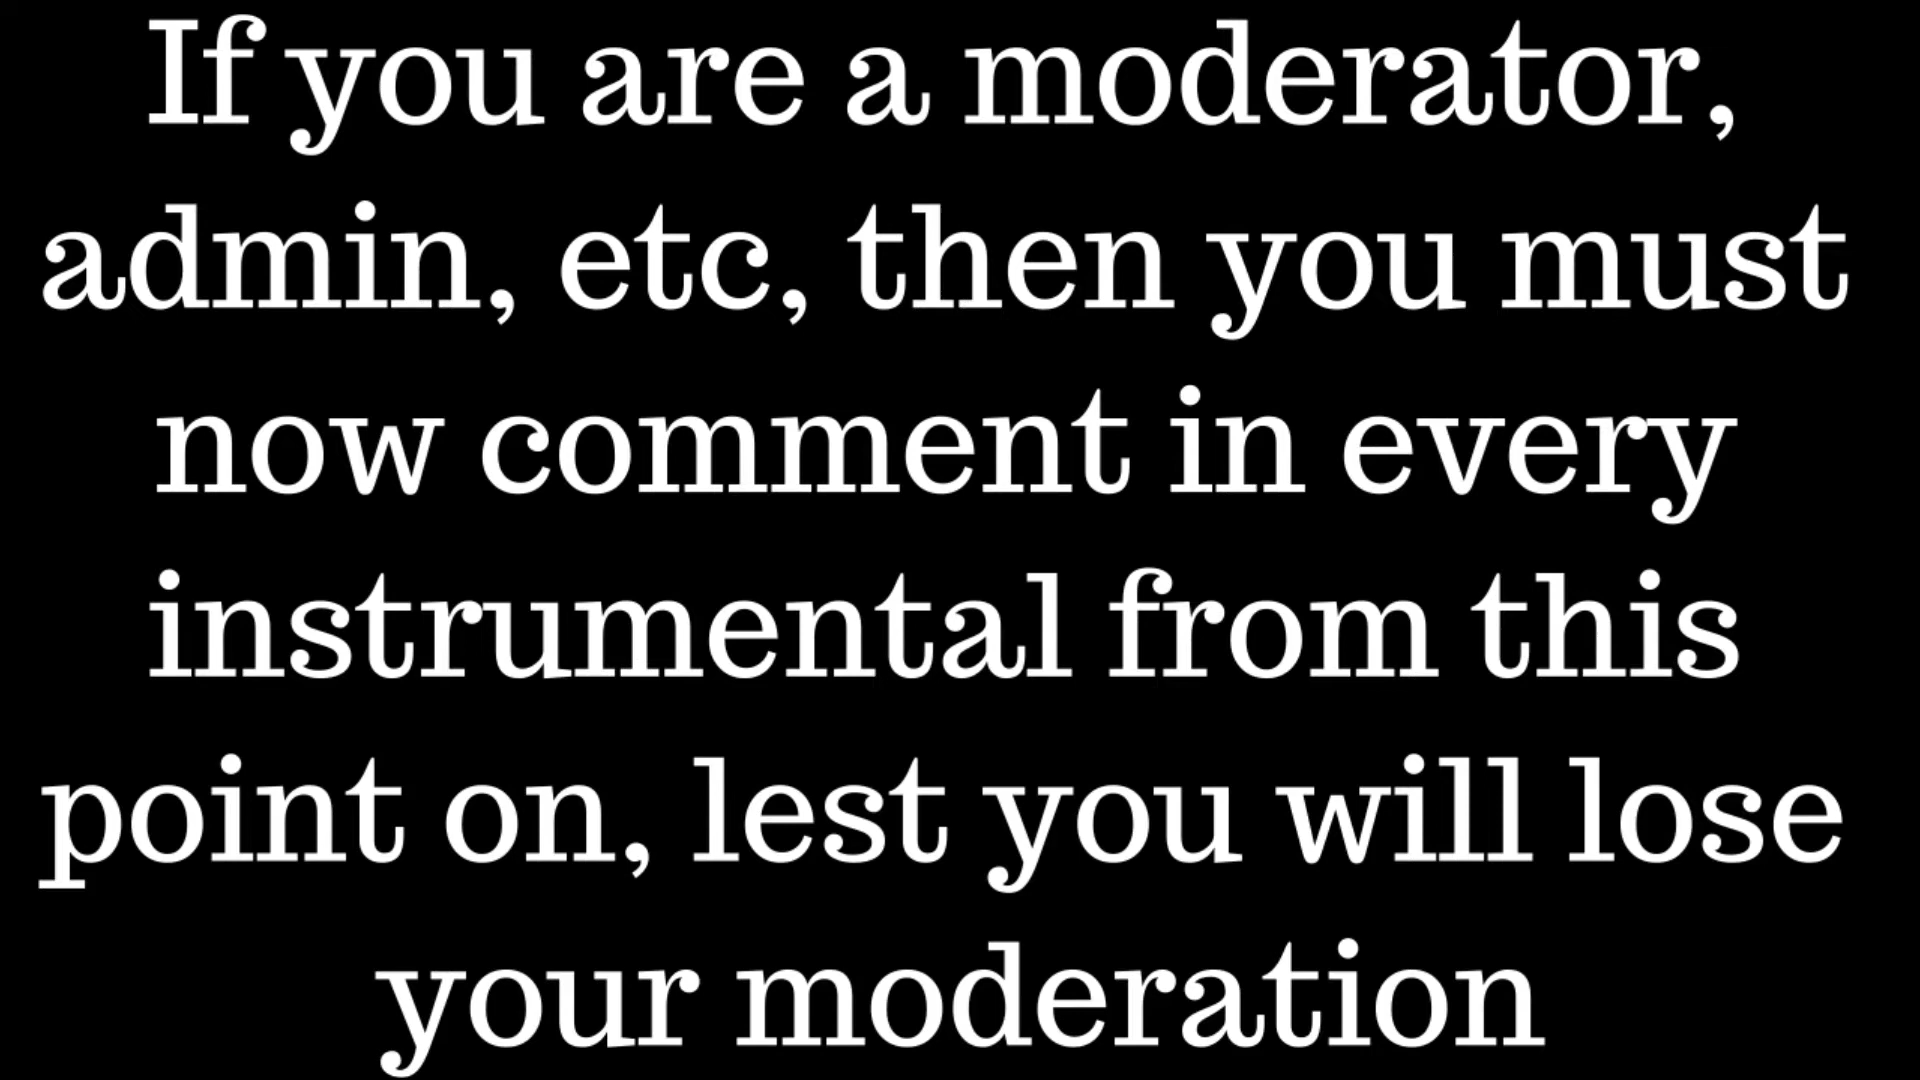 If you are a moderator,
admin, etc, then you must
now comment in every
instrumental from this
point on, lest you will lose
your moderation